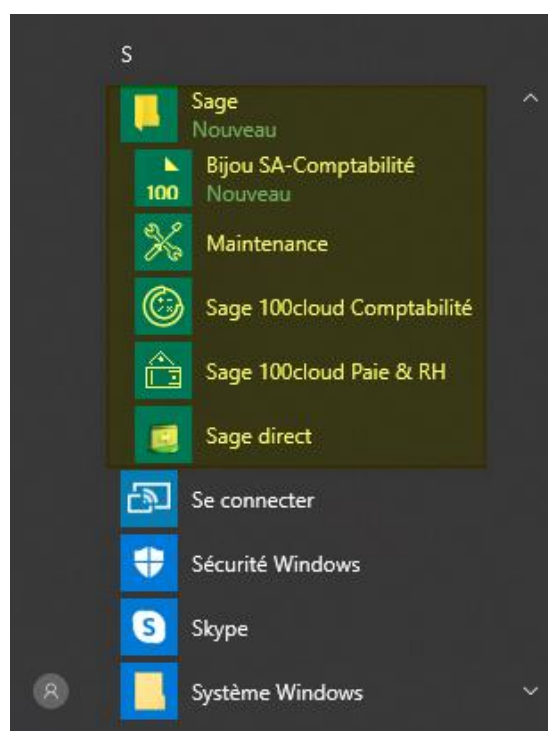 S
Sage
Nouveau
Bijou SA-Comptabilité
100
Nouveau
Maintenance
Sage 100cloud Comptabilité
Sage 100cloud Paie & RH
Sage direct
Se connecter
Sécurité Windows
S
Skype
Système Windows